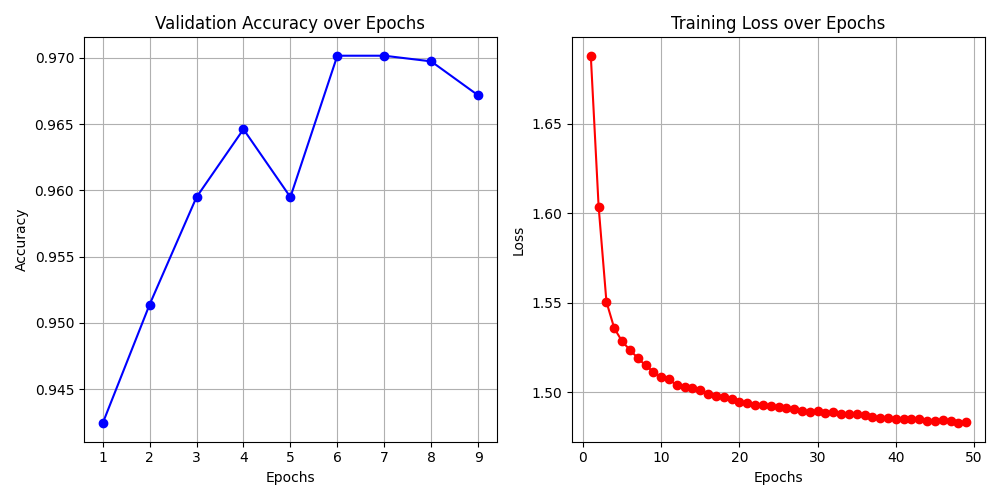 Validation Accuracy over Epochs
Accuracy
0.970
0.965
0.960
0.955
0.950
0.945
1 2 3 4 5 6 7 8 9
Epochs
Training Loss over Epochs
Loss
1.65
1.60
1.55
1.50
0 10 20 30 40 50
Epochs